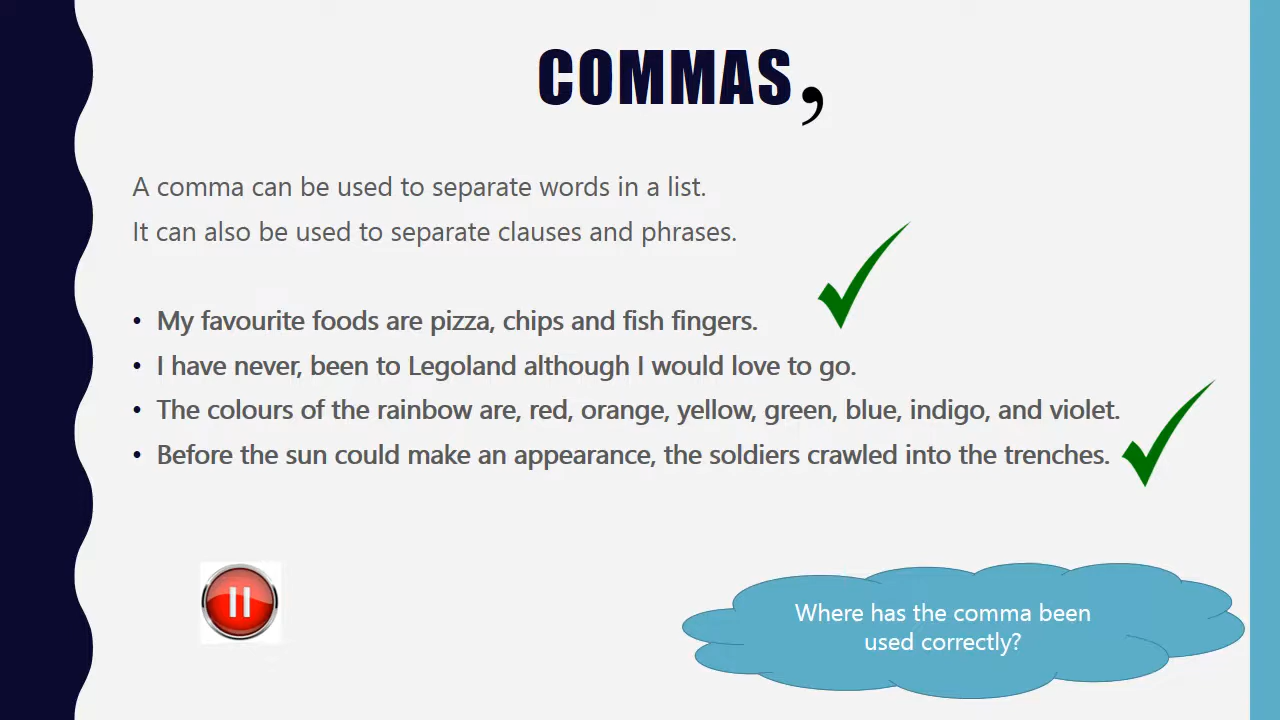 COMMAS,
A comma can be used to separate words in a list.
It can also be used to separate clauses and phrases.
• My favourite foods are pizza, chips and fish fingers.
• I have never, been to Legoland although I would love to go.
• The colours of the rainbow are, red, orange, yellow, green, blue, indigo, and violet.
• Before the sun could make an appearance, the soldiers crawled into the trenches.
Where has the comma been
used correctly?